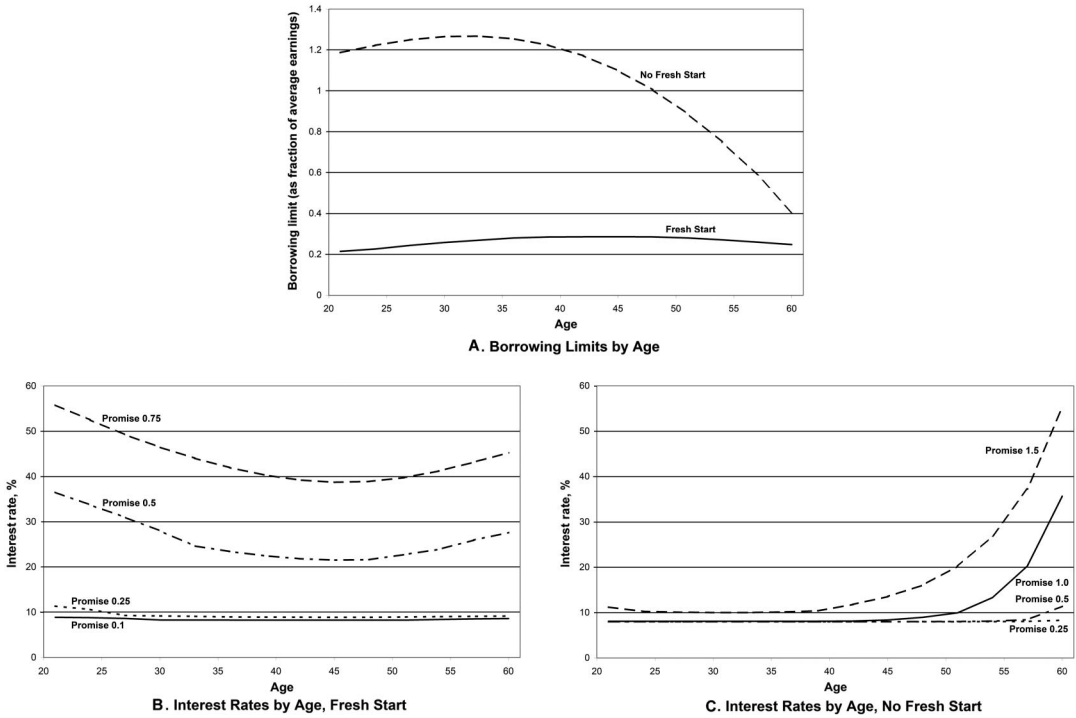 1.4
1.2
1
0.8
0.6
0.4
0.2
0
Borrowing limit (as fraction of average earnings)
No Fresh Start
Fresh Start
20 25 30 35 40 45 50 55 60
Age
A. Borrowing Limits by Age
60
50
40
30
20
10
0
Interest rate, %
Promise 0.75
Promise 0.5
Promise 0.25
Promise 0.1
20 25 30 35 40 45 50 55 60
Age
B. Interest Rates by Age, Fresh Start
60
50
40
30
20
10
0
Interest rate, %
Promise 1.5
Promise 1.0
Promise 0.5
Promise 0.25
20 25 30 35 40 45 50 55 60
Age
C. Interest Rates by Age, No Fresh Start